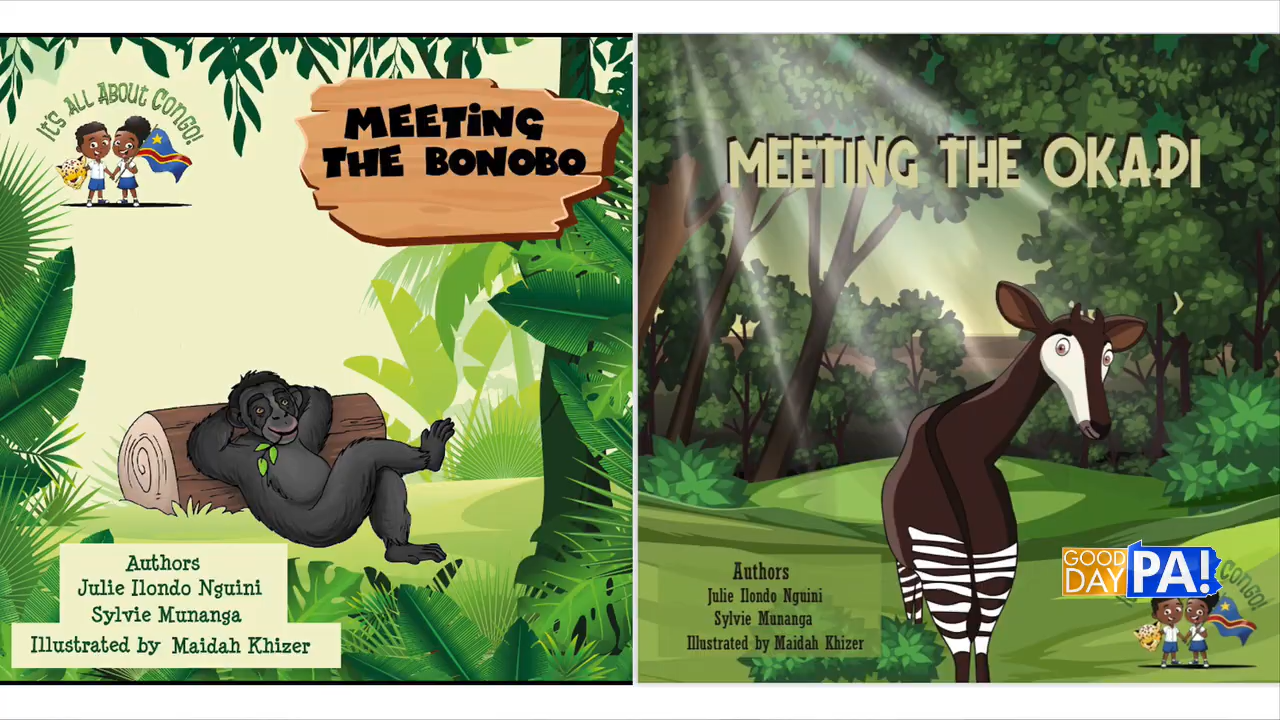 It's All About Congo!
MEETING
THE BONOBO
Authors
Julie Ilondo Nguini
Sylvie Munanga
Illustrated by Maidah Khizer
MEETING THE OKAPI
Authors
Julie Ilondo Nguini
Sylvie Munanga
Illustrated by Maidah Khizer
GOOD
DAY
PA!
Congo!